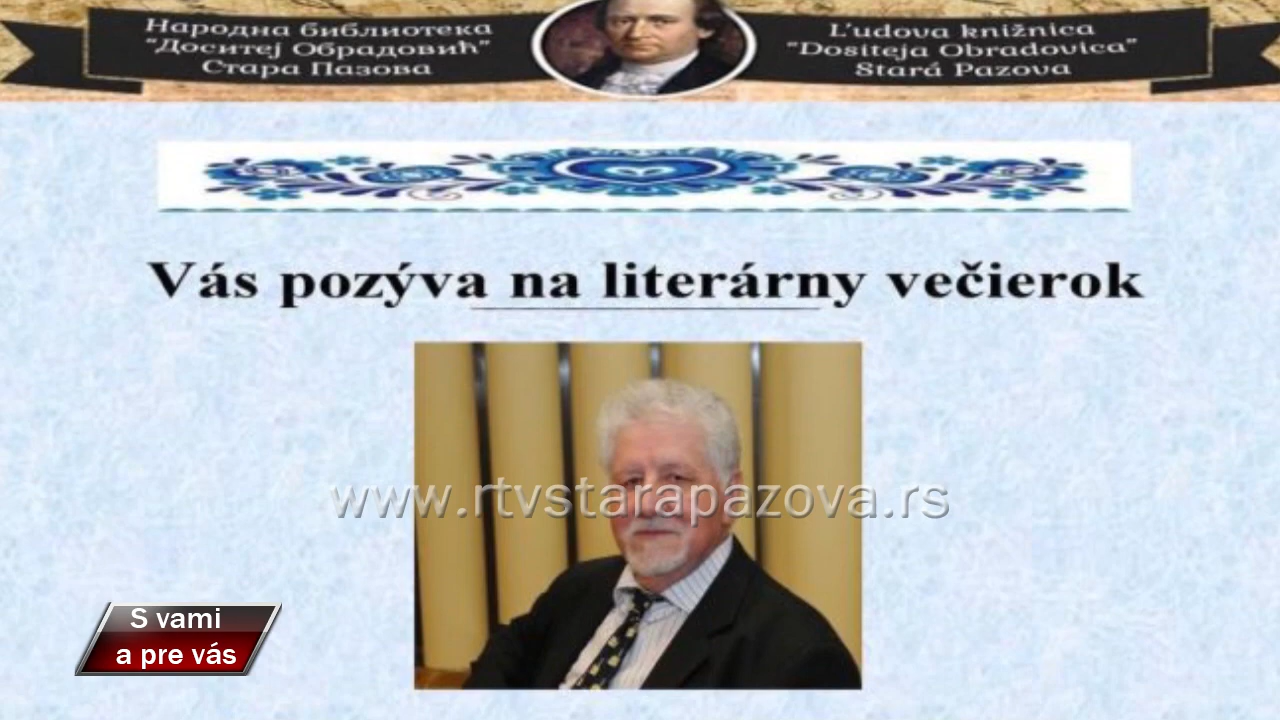 Народна библиотека
"Доситеј Обрадовић"
Стара Пазова
Ľudova knižnica
"Dositeja Obradovica"
Stará Pazova
Vás pozýva na literárny večierok
www.rtvstarapazova.rs
S vami
a pre vás